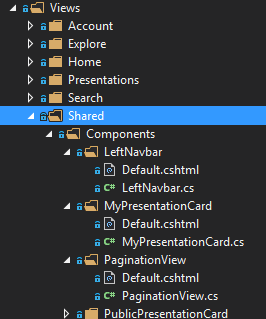 Views
Account
Explore
Home
Presentations
Search
Shared
Components
LeftNavbar
Default.cshtml
C# LeftNavbar.cs
MyPresentationCard
Default.cshtml
C# MyPresentationCard.cs
PaginationView
Default.cshtml
C# PaginationView.cs
PublicPresentationCard